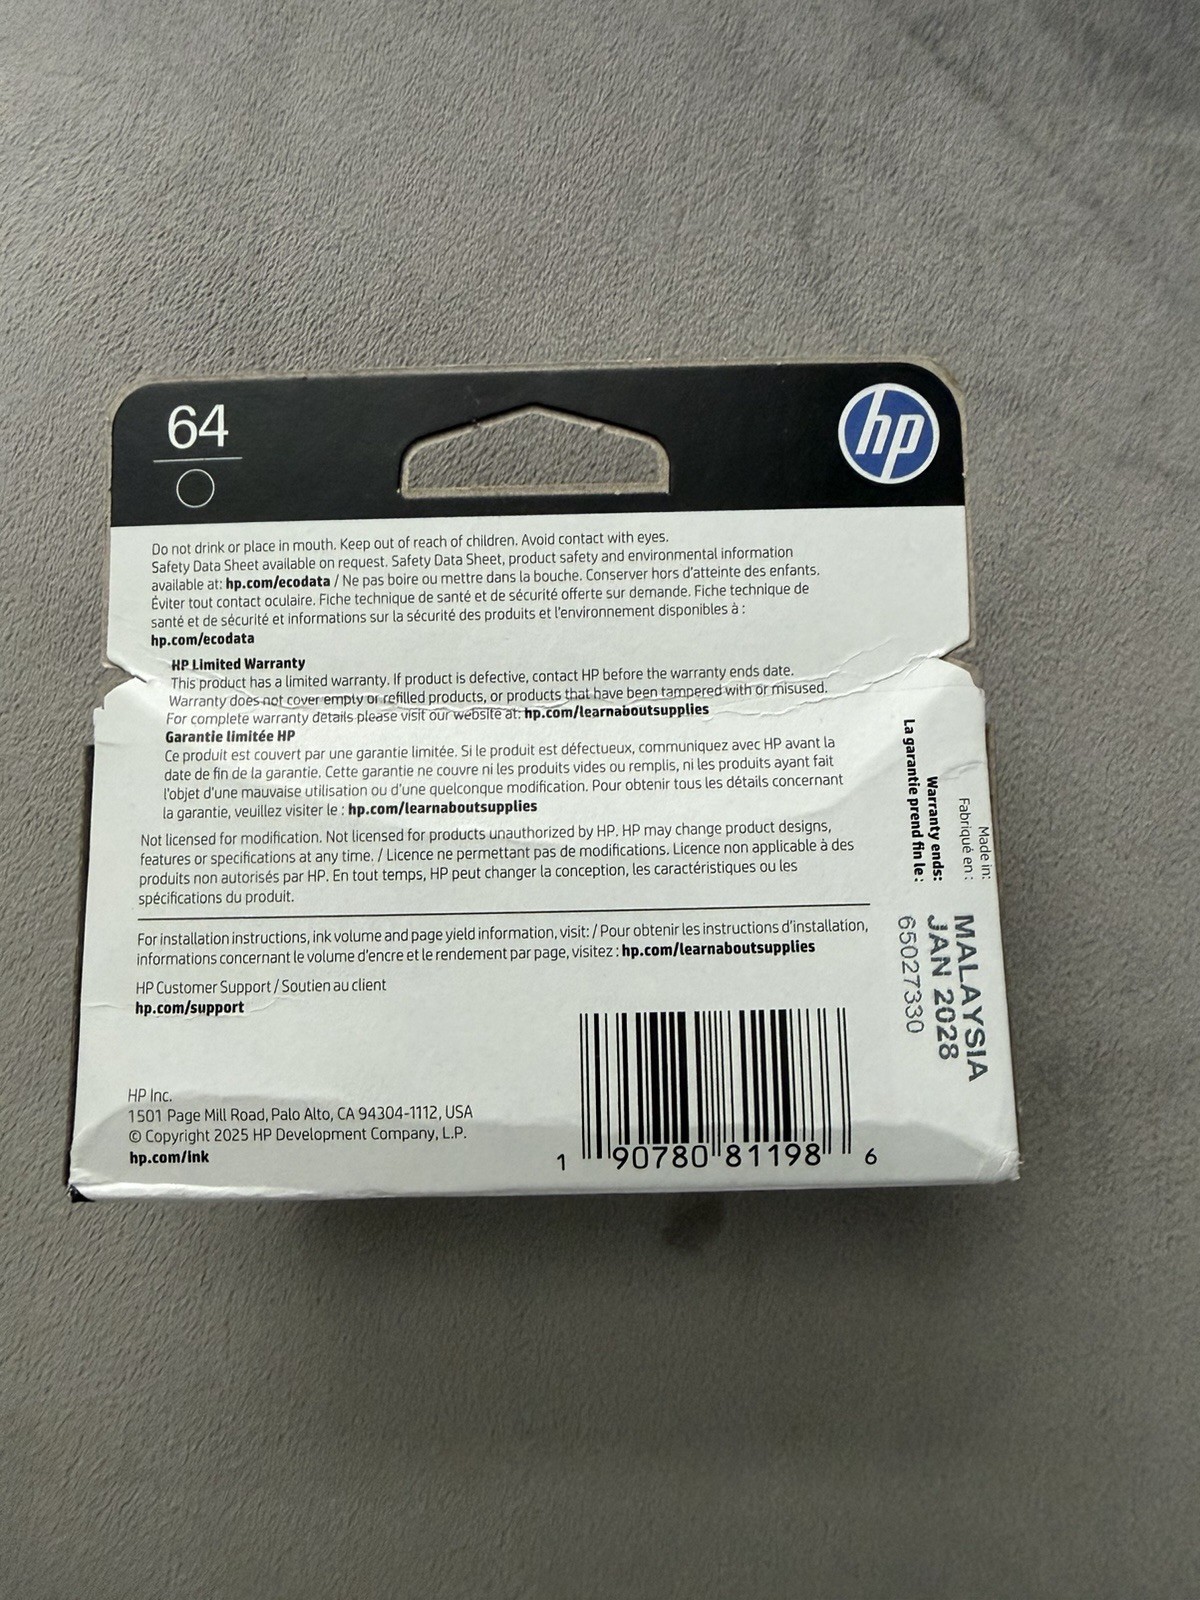 64
hp
Do not drink or place in mouth. Keep out of reach of children. Avoid contact with eyes.
Safety Data Sheet available on request. Safety Data Sheet, product safety and environmental information
available at: hp.com/ecodata / Ne pas boire ou mettre dans la bouche. Conserver hors d'atteinte des enfants.
Éviter tout contact oculaire. Fiche technique de santé et de sécurité offerte sur demande. Fiche technique de
santé et de sécurité et informations sur la sécurité des produits et l'environnement disponibles à :
hp.com/ecodata
HP Limited Warranty
This product has a limited warranty. If product is defective, contact HP before the warranty ends date.
Warranty does not cover empty or refilled products, or products that have been tampered with or misused.
For complete warranty details please visit our website at: hp.com/learnaboutsupplies
Garantie limitée HP
Ce produit est couvert par une garantie limitée. Si le produit est défectueux, communiquez avec HP avant la
date de fin de la garantie. Cette garantie ne couvre ni les produits vides ou remplis, ni les produits ayant fait
l'objet d'une mauvaise utilisation ou d'une quelconque modification. Pour obtenir tous les détails concernant
la garantie, veuillez visiter le : hp.com/learnaboutsupplies
Not licensed for modification. Not licensed for products unauthorized by HP. HP may change product designs,
features or specifications at any time. / Licence ne permettant pas de modifications. Licence non applicable à des
produits non autorisés par HP. En tout temps, HP peut changer la conception, les caractéristiques ou les
spécifications du produit.
For installation instructions, ink volume and page yield information, visit: / Pour obtenir les instructions d'installation,
informations concernant le volume d'encre et le rendement par page, visitez : hp.com/learnaboutsupplies
HP Customer Support / Soutien au client
hp.com/support
HP Inc.
1501 Page Mill Road, Palo Alto, CA 94304-1112, USA
© Copyright 2025 HP Development Company, L.P.
hp.com/ink
1 90780 81198 6
Made in:
Fabriqué en :
MALAYSIA
Warranty ends:
La garantie prend fin le :
JAN 2028
65027330